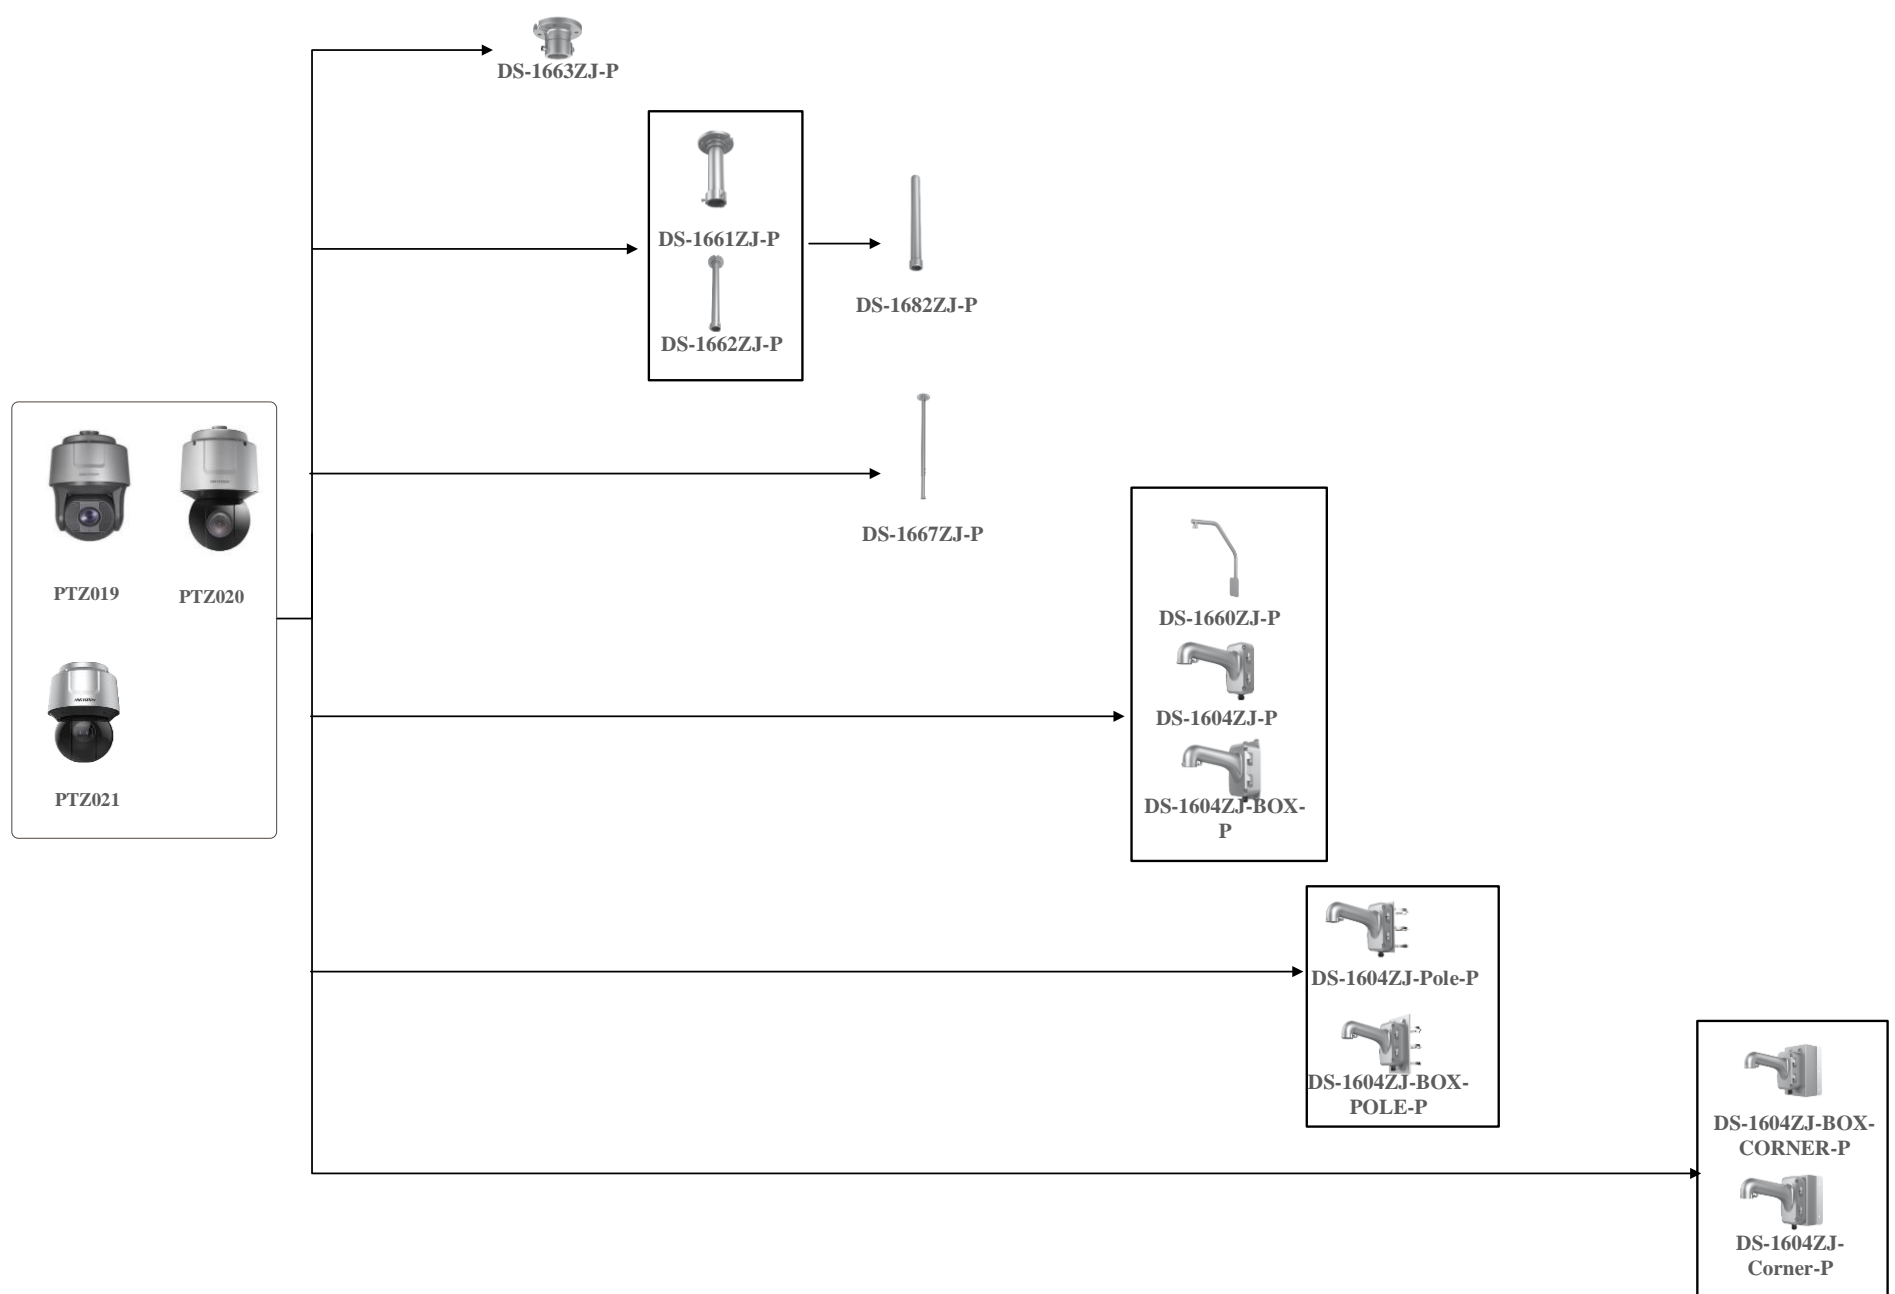 DS-1663ZJ-P
DS-1661ZJ-P
DS-1682ZJ-P
DS-1662ZJ-P
DS-1667ZJ-P
PTZ019
PTZ020
PTZ021
DS-1660ZJ-P
DS-1604ZJ-P
DS-1604ZJ-BOX-
P
DS-1604ZJ-Pole-P
DS-1604ZJ-BOX-
POLE-P
DS-1604ZJ-BOX-
CORNER-P
DS-1604ZJ-
Corner-P